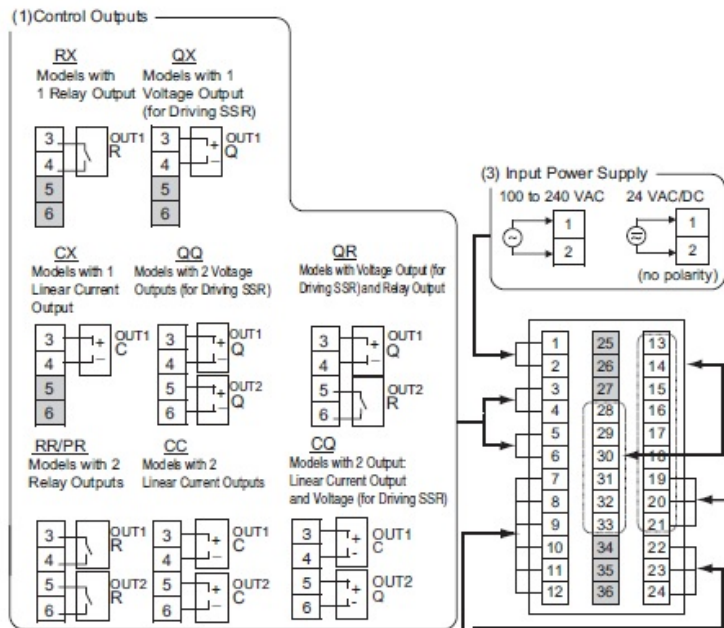 (1)Control Outputs
RX
Models with
1 Relay Output
3
4
5
6
OUT1
R
QX
Models with 1
Voltage Output
(for Driving SSR)
3
4
5
6
+
–
OUT1
Q
CX
Models with 1
Linear Current
Output
3
4
5
6
+
–
OUT1
C
QQ
Models with 2 Voltage
Outputs (for Driving SSR)
3
4
5
6
+
–
OUT1
Q
+
–
OUT2
Q
QR
Models with Voltage Output (for
Driving SSR) and Relay Output
3
4
5
6
+
–
OUT1
Q
OUT2
R
RR/PR
Models with 2
Relay Outputs
3
4
5
6
OUT1
R
OUT2
R
CC
Models with 2
Linear Current Outputs
3
4
5
6
+
–
OUT1
C
+
–
OUT2
C
CQ
Models with 2 Output:
Linear Current Output
and Voltage (for Driving SSR)
3
4
5
6
+
-
OUT1
C
+
-
OUT2
Q
(3) Input Power Supply
100 to 240 VAC
1
2
24 VAC/DC
1
2
(no polarity)
1 25 13
2 26 14
3 27 15
4 28 16
5 29 17
6 30 18
7 31 19
8 32 20
9 33 21
10 34 22
11 35 23
12 36 24